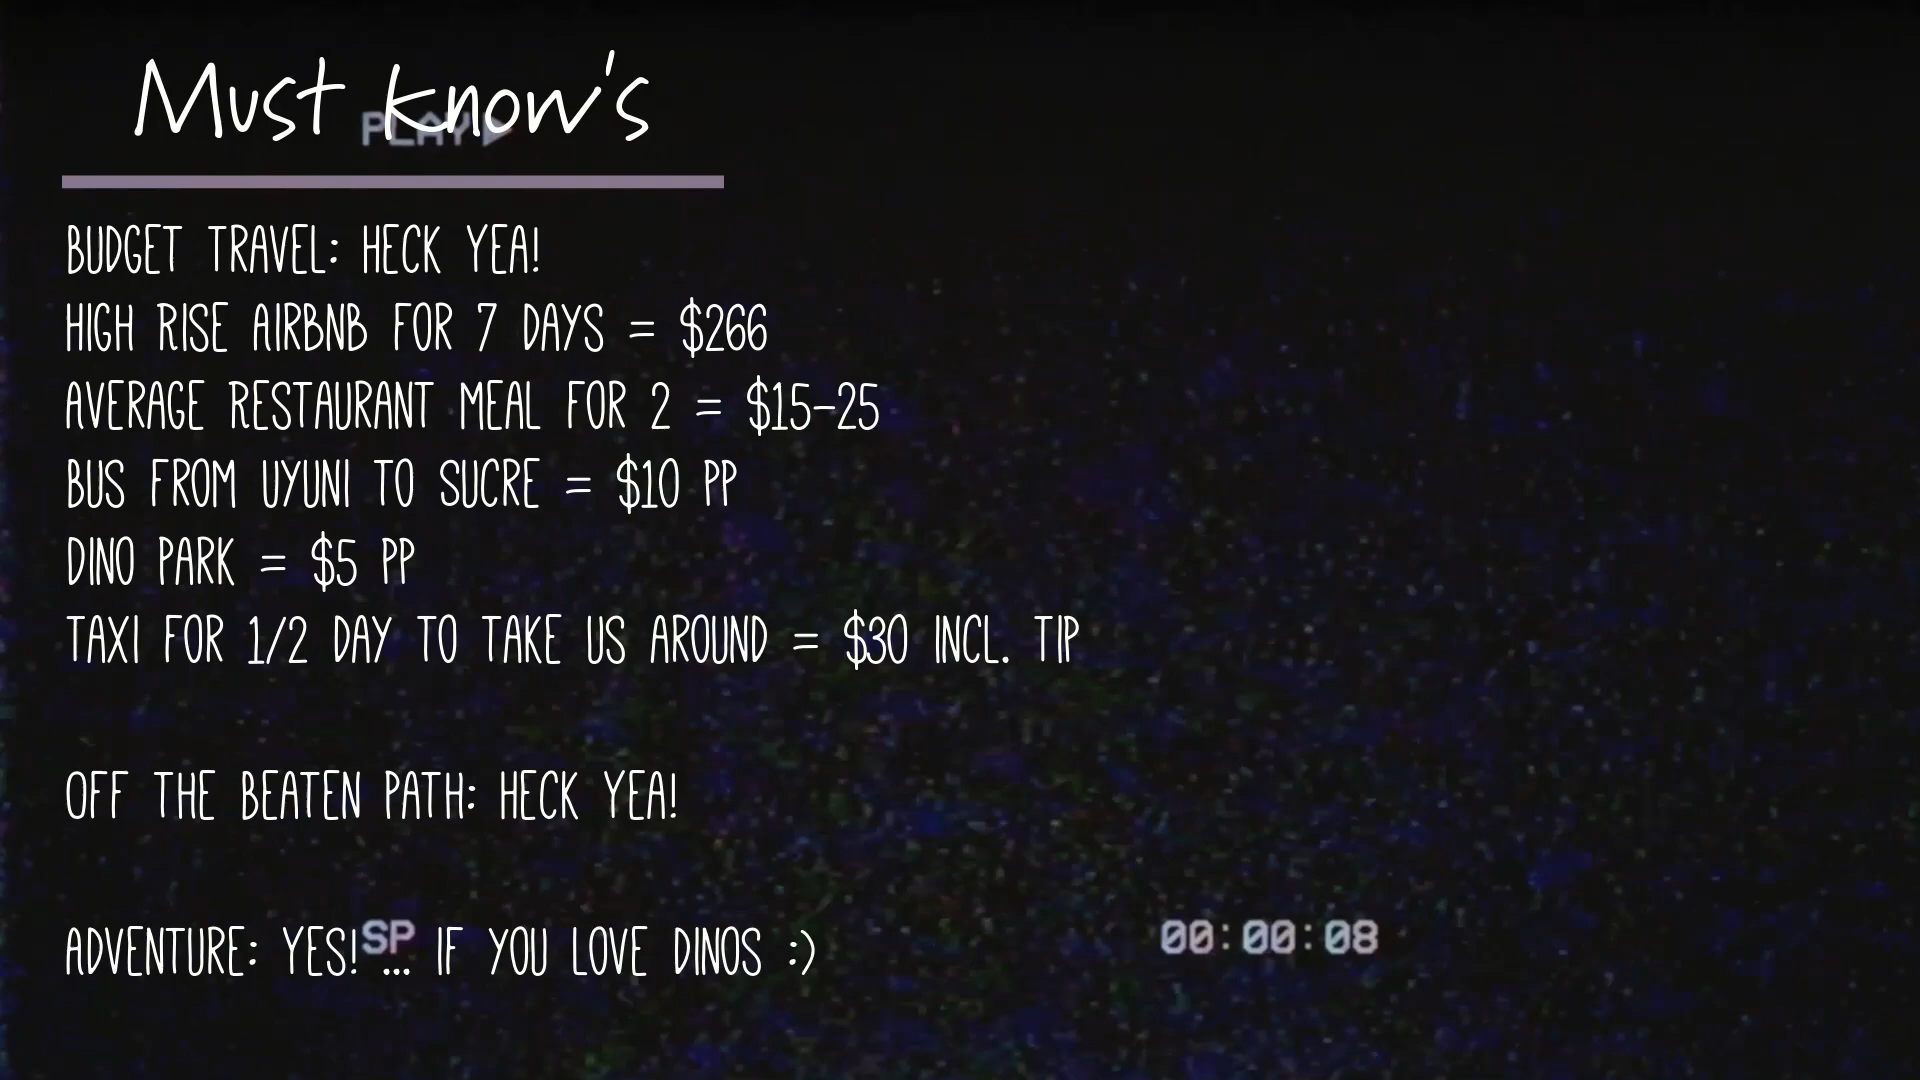 Must know's
PLAY
BUDGET TRAVEL: HECK YEA!
HIGH RISE AIRBNB FOR 7 DAYS = $266
AVERAGE RESTAURANT MEAL FOR 2 = $15-25
BUS FROM UYUNI TO SUCRE = $10 PP
DINO PARK = $5 PP
TAXI FOR 1/2 DAY TO TAKE US AROUND = $30 INCL. TIP
OFF THE BEATEN PATH: HECK YEA!
ADVENTURE: YES! ... IF YOU LOVE DINOS :)
SP
00:00:08